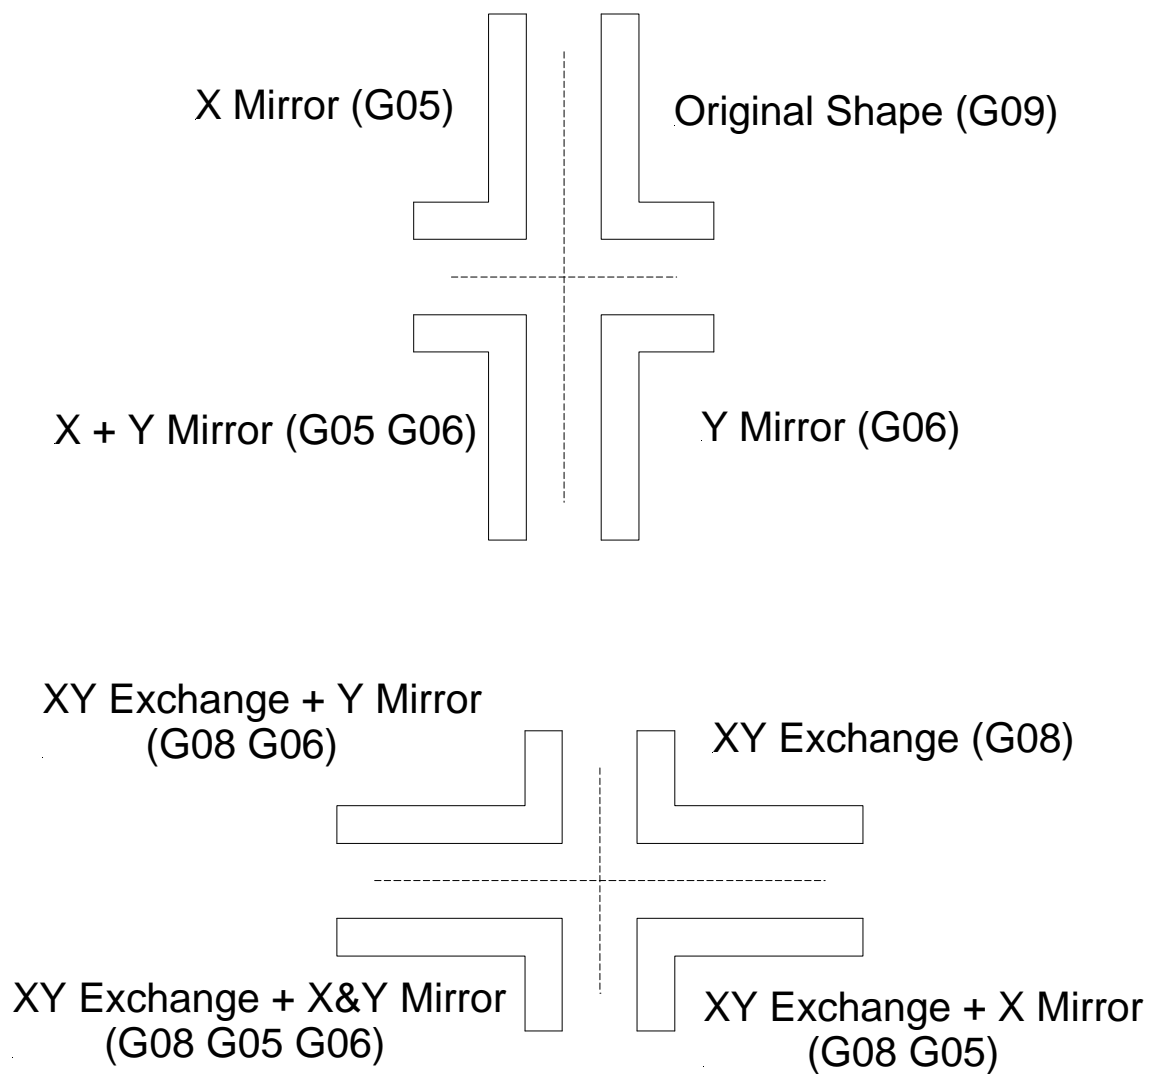 X Mirror (G05)
Original Shape (G09)
X + Y Mirror (G05 G06)
Y Mirror (G06)
XY Exchange + Y Mirror
(G08 G06)
XY Exchange (G08)
XY Exchange + X&Y Mirror
(G08 G05 G06)
XY Exchange + X Mirror
(G08 G05)